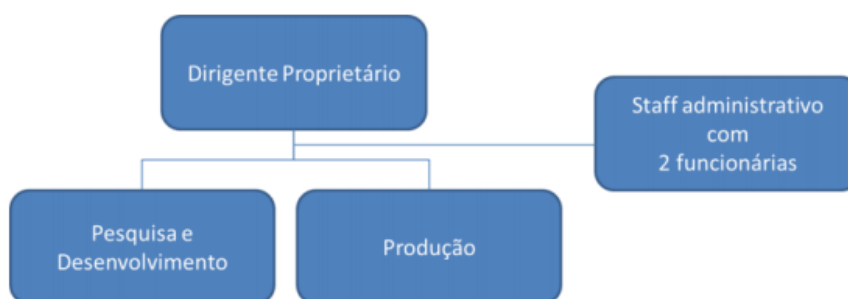 Dirigente Proprietário
Staff administrativo
com
2 funcionárias
Pesquisa e
Desenvolvimento
Produção